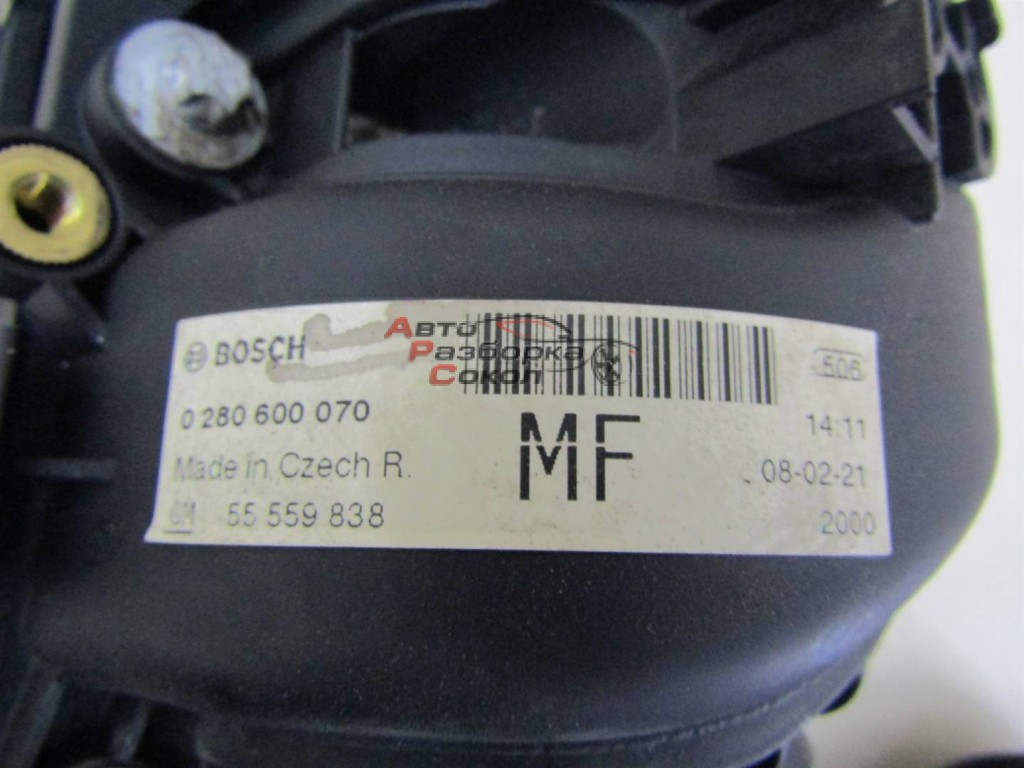 BOSCH
Авто
Разборка
Сокол
506
0 280 600 070
14:11
Made in Czech R.
MF
08-02-21
GM 55 559 838
2000